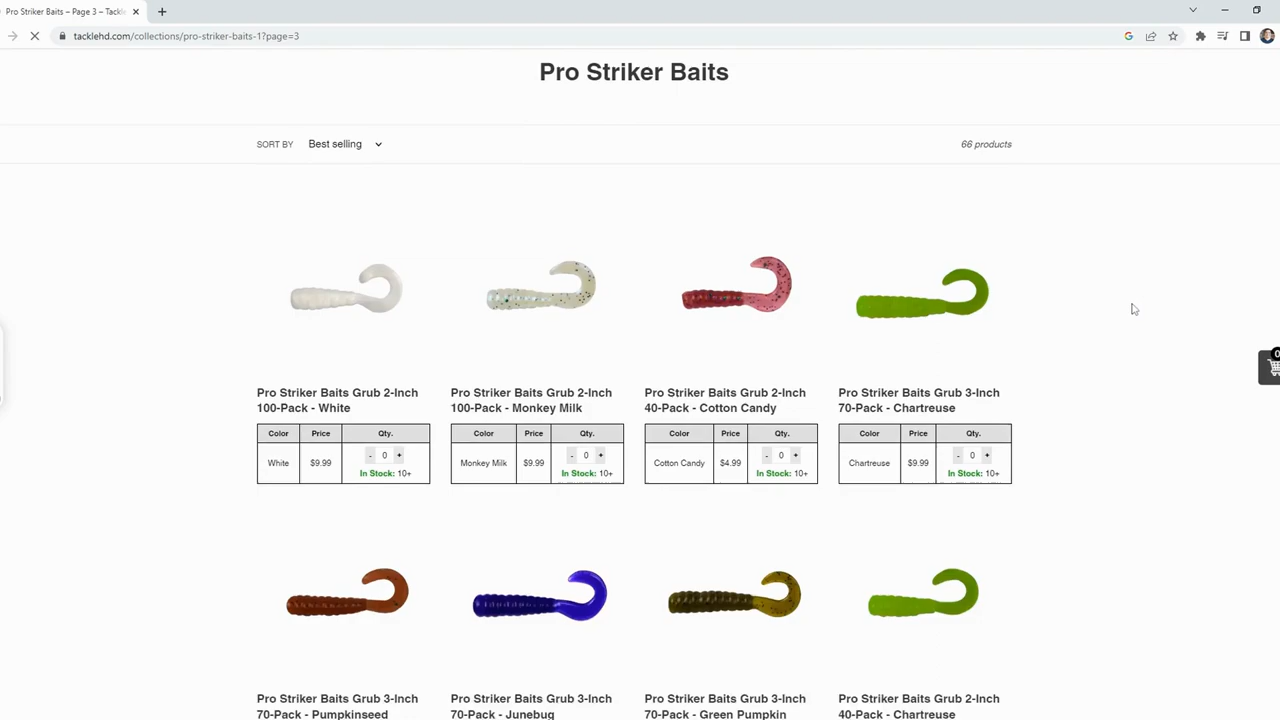 Pro Striker Baits – Page 3 – Tackle
tacklehd.com/collections/pro-striker-baits-1?page=3
Pro Striker Baits
SORT BY Best selling 66 products
Pro Striker Baits Grub 2-Inch
100-Pack - White
Color Price Qty.
White $9.99 - 0 +
In Stock: 10+
Pro Striker Baits Grub 2-Inch
100-Pack - Monkey Milk
Color Price Qty.
Monkey Milk $9.99 - 0 +
In Stock: 10+
Pro Striker Baits Grub 2-Inch
40-Pack - Cotton Candy
Color Price Qty.
Cotton Candy $4.99 - 0 +
In Stock: 10+
Pro Striker Baits Grub 3-Inch
70-Pack - Chartreuse
Color Price Qty.
Chartreuse $9.99 - 0 +
In Stock: 10+
0
Pro Striker Baits Grub 3-Inch
70-Pack - Pumpkinseed
Pro Striker Baits Grub 3-Inch
70-Pack - Junebug
Pro Striker Baits Grub 3-Inch
70-Pack - Green Pumpkin
Pro Striker Baits Grub 2-Inch
40-Pack - Chartreuse